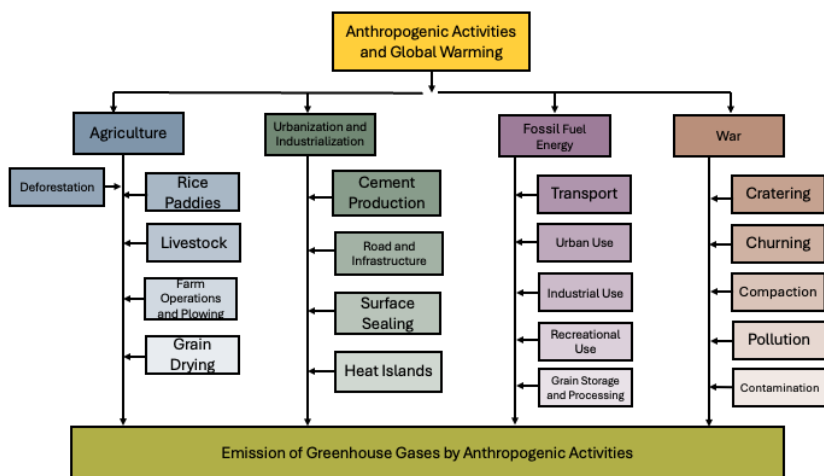 Anthropogenic Activities
and Global Warming
Agriculture
Urbanization and
Industrialization
Fossil Fuel
Energy
War
Deforestation
Rice
Paddies
Livestock
Farm
Operations
and Plowing
Grain
Drying
Cement
Production
Road and
Infrastructure
Surface
Sealing
Heat Islands
Transport
Urban Use
Industrial Use
Recreational
Use
Grain Storage
and Processing
Cratering
Churning
Compaction
Pollution
Contamination
Emission of Greenhouse Gases by Anthropogenic Activities